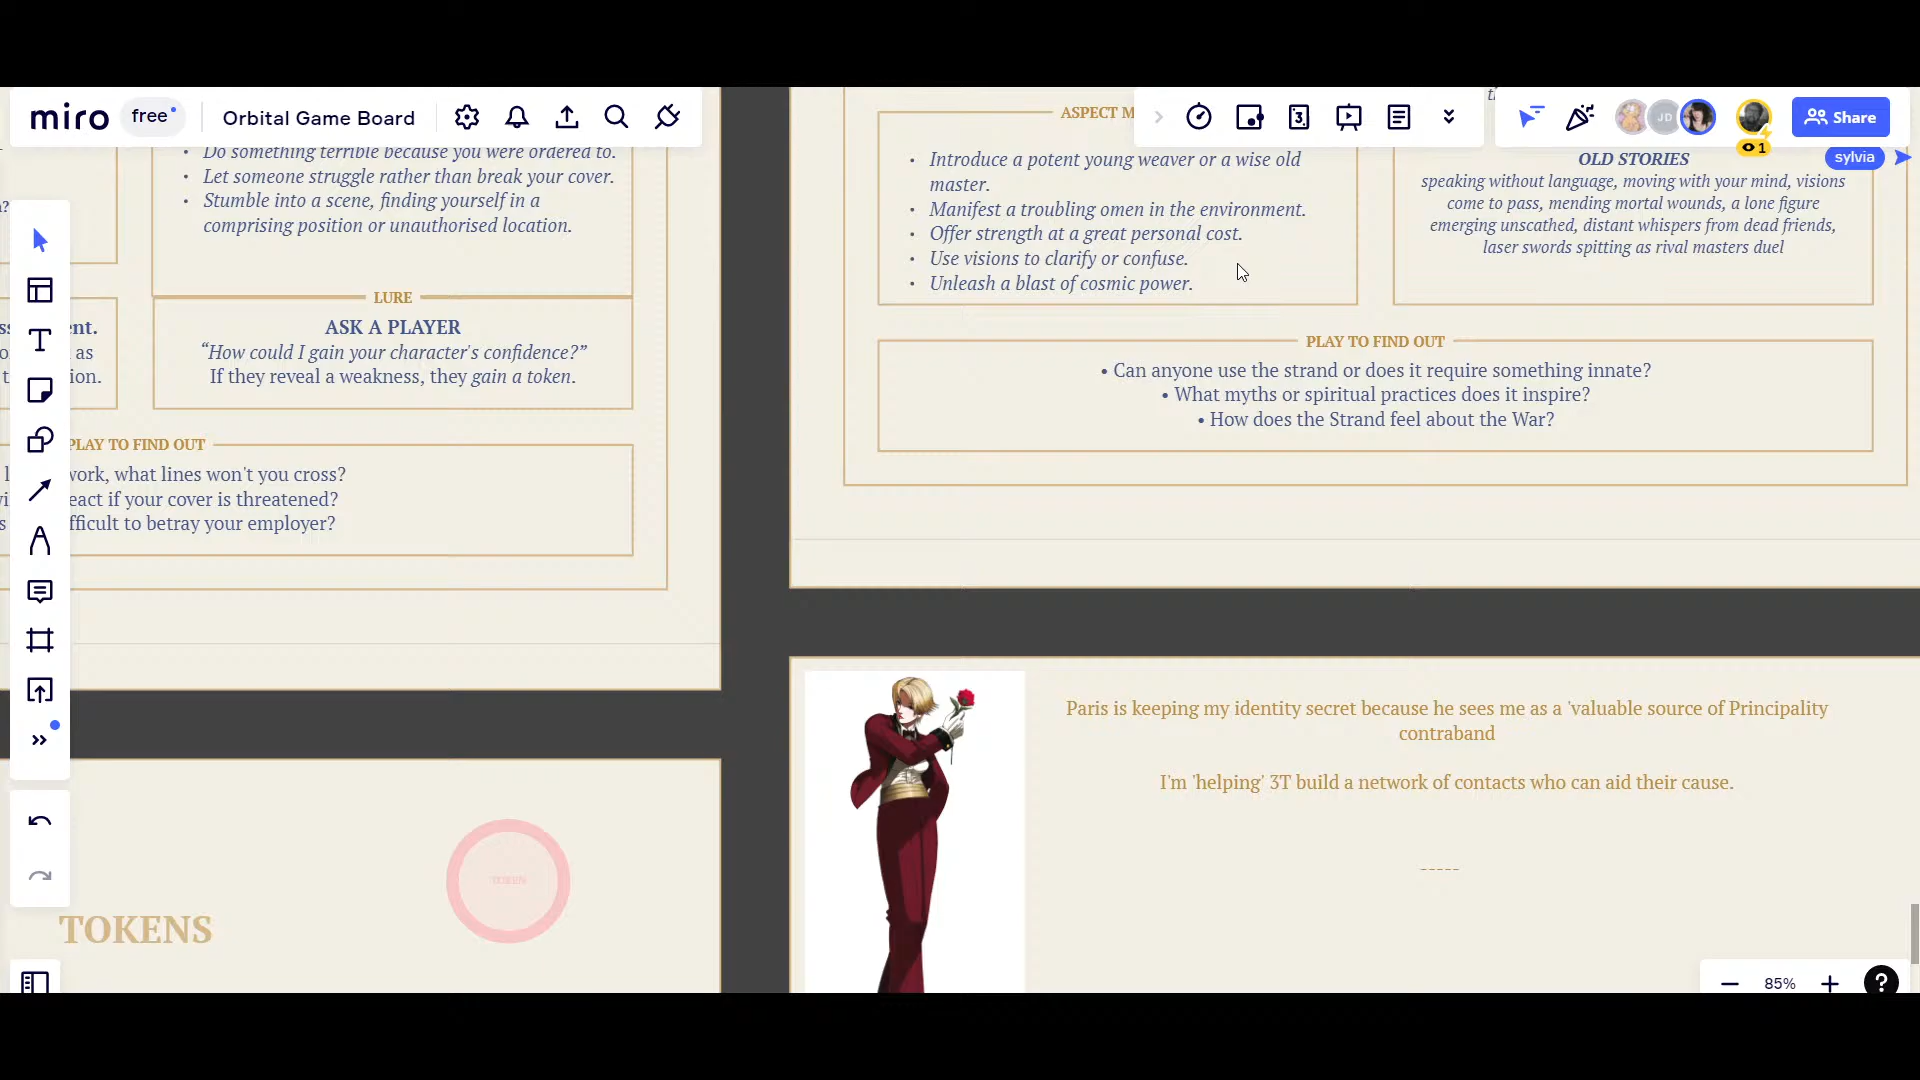 miro
free
Orbital Game Board
JD
1
Share
sylvia
Do something terrible because you were ordered to.
Let someone struggle rather than break your cover.
Stumble into a scene, finding yourself in a
comprising position or unauthorised location.
LURE
ASK A PLAYER
“How could I gain your character's confidence?”
If they reveal a weakness, they gain a token.
ent.
as
ion.
PLAY TO FIND OUT
work, what lines won't you cross?
eact if your cover is threatened?
fficult to betray your employer?
TOKEN
TOKENS
ASPECT M
• Introduce a potent young weaver or a wise old
master.
• Manifest a troubling omen in the environment.
• Offer strength at a great personal cost.
• Use visions to clarify or confuse.
• Unleash a blast of cosmic power.
OLD STORIES
speaking without language, moving with your mind, visions
come to pass, mending mortal wounds, a lone figure
emerging unscathed, distant whispers from dead friends,
laser swords spitting as rival masters duel
PLAY TO FIND OUT
• Can anyone use the strand or does it require something innate?
• What myths or spiritual practices does it inspire?
• How does the Strand feel about the War?
Paris is keeping my identity secret because he sees me as a 'valuable source of Principality
contraband
I'm 'helping' 3T build a network of contacts who can aid their cause.
-----
85%